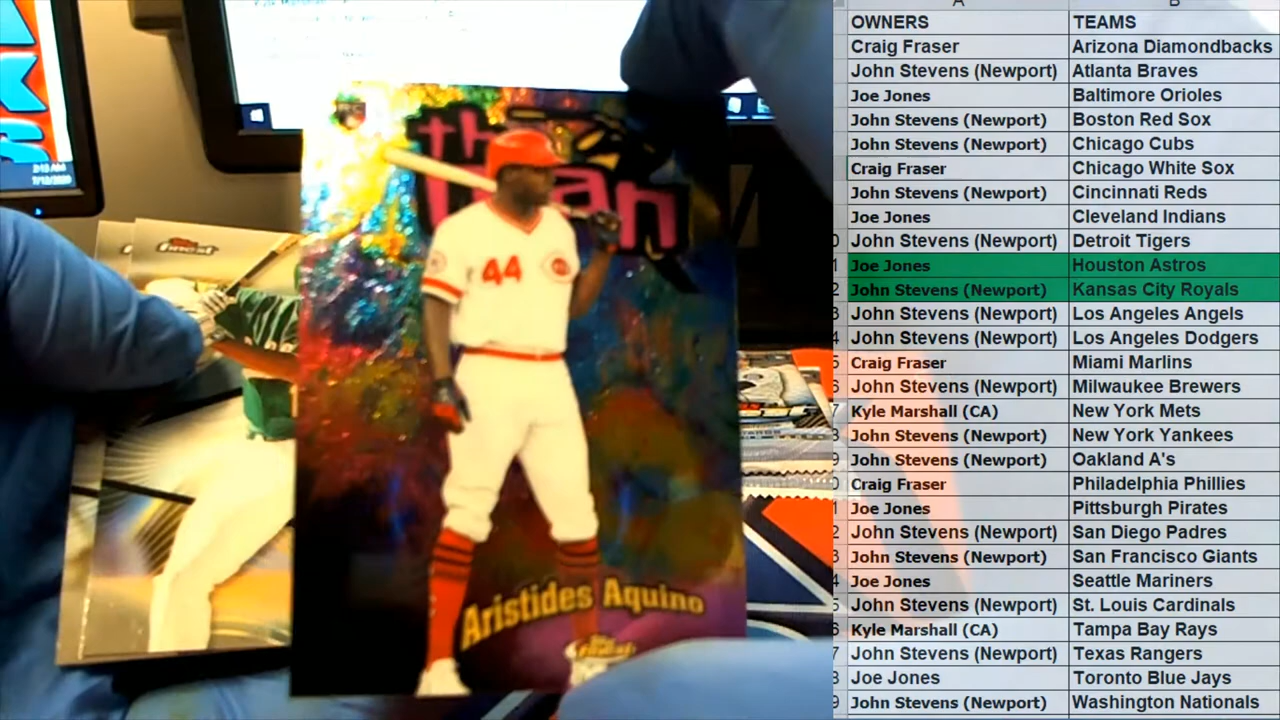 A B
OWNERS TEAMS
Craig Fraser Arizona Diamondbacks
John Stevens (Newport) Atlanta Braves
Joe Jones Baltimore Orioles
John Stevens (Newport) Boston Red Sox
John Stevens (Newport) Chicago Cubs
Craig Fraser Chicago White Sox
John Stevens (Newport) Cincinnati Reds
Joe Jones Cleveland Indians
John Stevens (Newport) Detroit Tigers
Joe Jones Houston Astros
John Stevens (Newport) Kansas City Royals
John Stevens (Newport) Los Angeles Angels
John Stevens (Newport) Los Angeles Dodgers
Craig Fraser Miami Marlins
John Stevens (Newport) Milwaukee Brewers
Kyle Marshall (CA) New York Mets
John Stevens (Newport) New York Yankees
John Stevens (Newport) Oakland A's
Craig Fraser Philadelphia Phillies
Joe Jones Pittsburgh Pirates
John Stevens (Newport) San Diego Padres
John Stevens (Newport) San Francisco Giants
Joe Jones Seattle Mariners
John Stevens (Newport) St. Louis Cardinals
Kyle Marshall (CA) Tampa Bay Rays
John Stevens (Newport) Texas Rangers
Joe Jones Toronto Blue Jays
John Stevens (Newport) Washington Nationals
the
man
44
Aristides Aquino
finest
finest